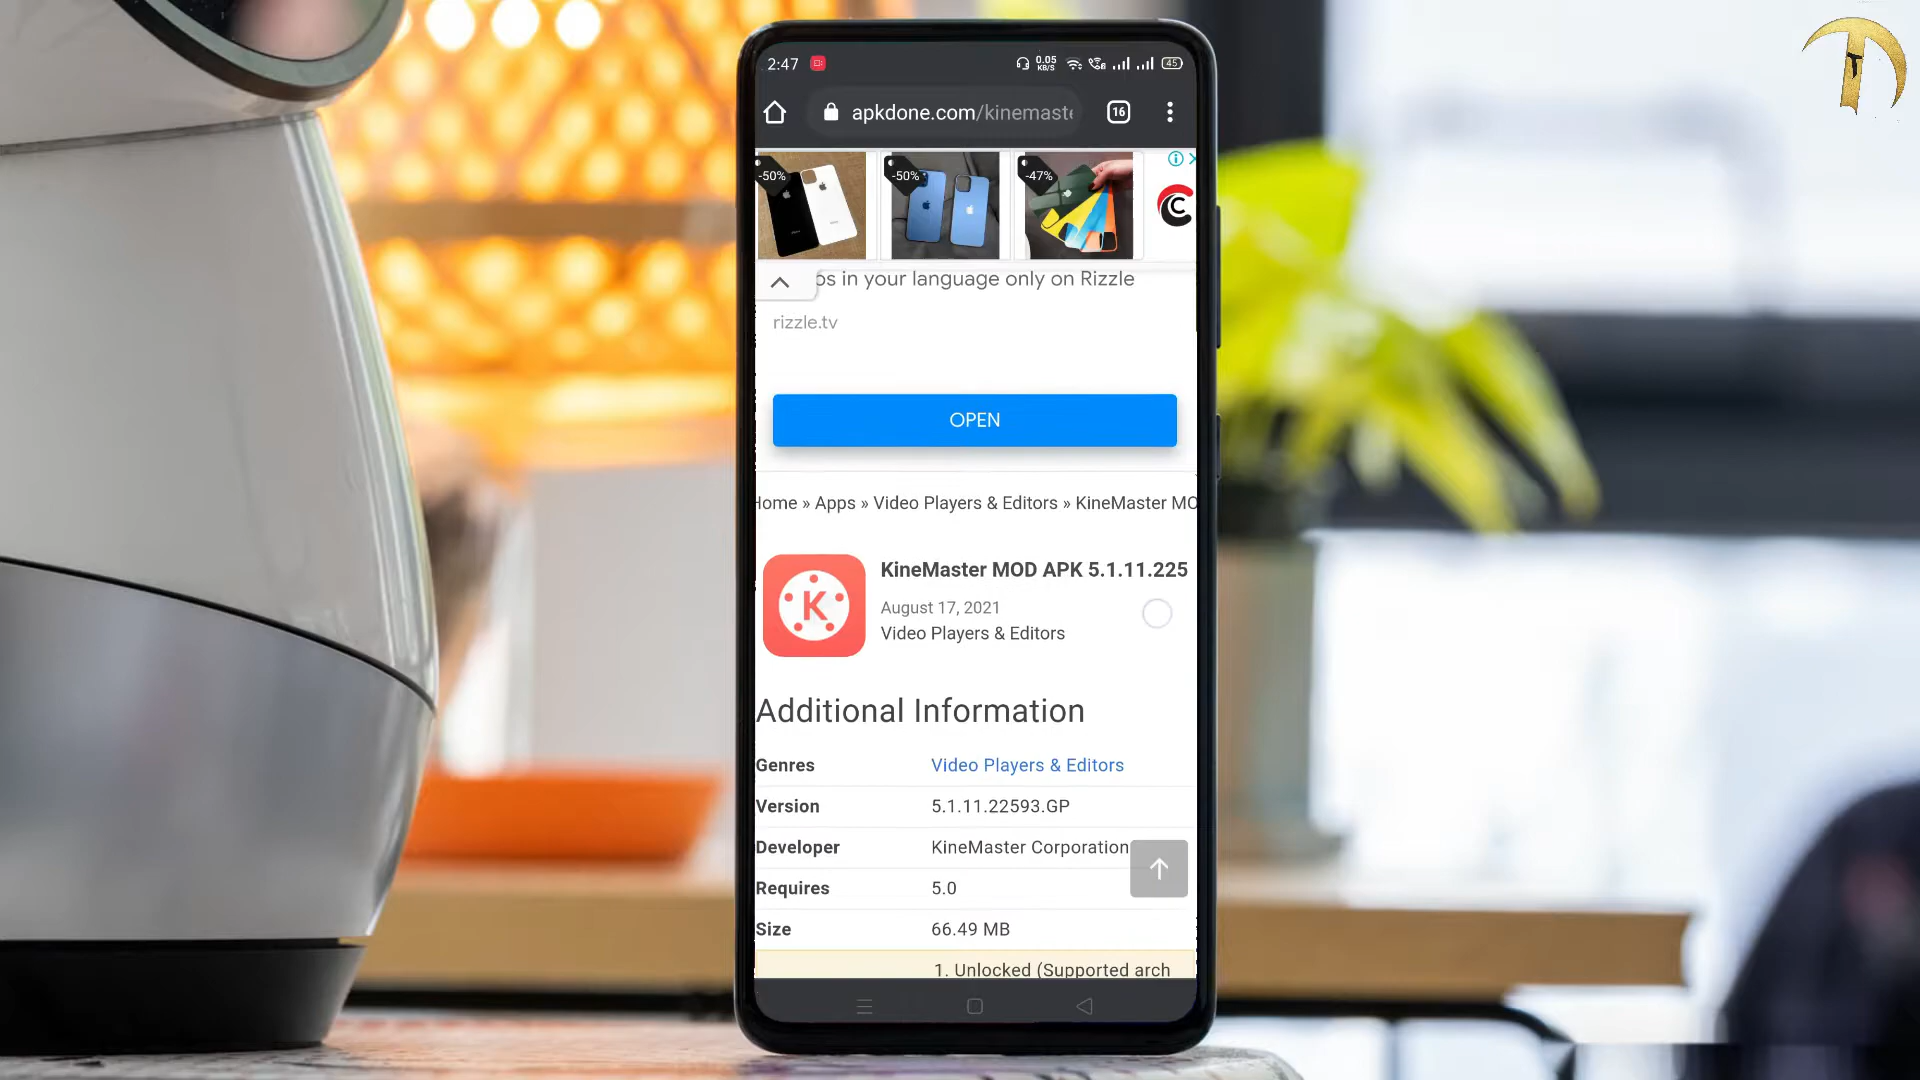 2:47
0.05
KB/S
45
apkdone.com/kinemaste
16
-50%
-50%
-47%
in your language only on Rizzle
rizzle.tv
OPEN
Home » Apps » Video Players & Editors » KineMaster MO
K
KineMaster MOD APK 5.1.11.225
August 17, 2021
Video Players & Editors
Additional Information
Genres Video Players & Editors
Version 5.1.11.22593.GP
Developer KineMaster Corporation
Requires 5.0
Size 66.49 MB
1. Unlocked (Supported arch